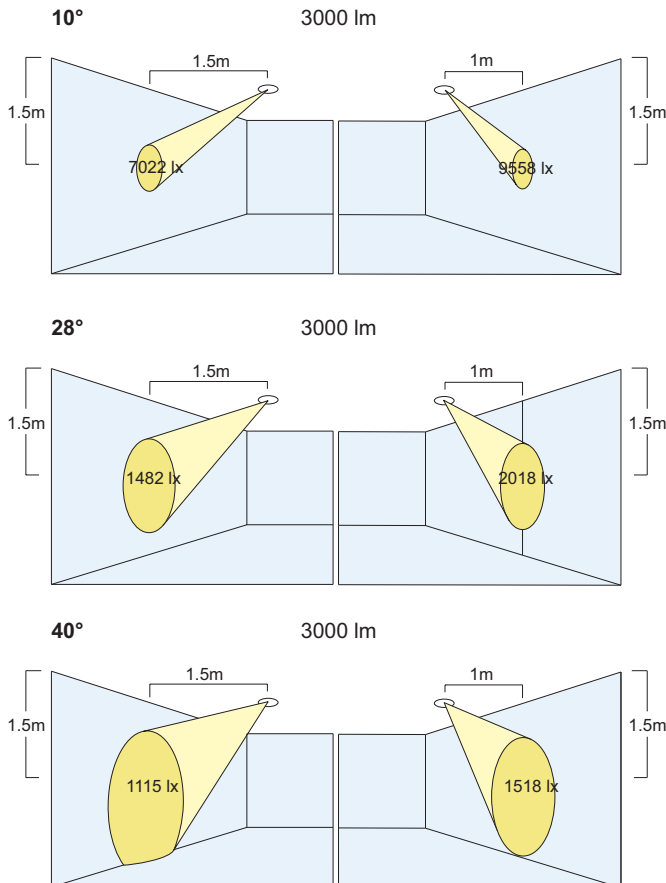 10° 3000 lm
1.5m 1m
1.5m 1.5m
7022 lx 9558 lx
28° 3000 lm
1.5m 1m
1.5m 1.5m
1482 lx 2018 lx
40° 3000 lm
1.5m 1m
1.5m 1.5m
1115 lx 1518 lx